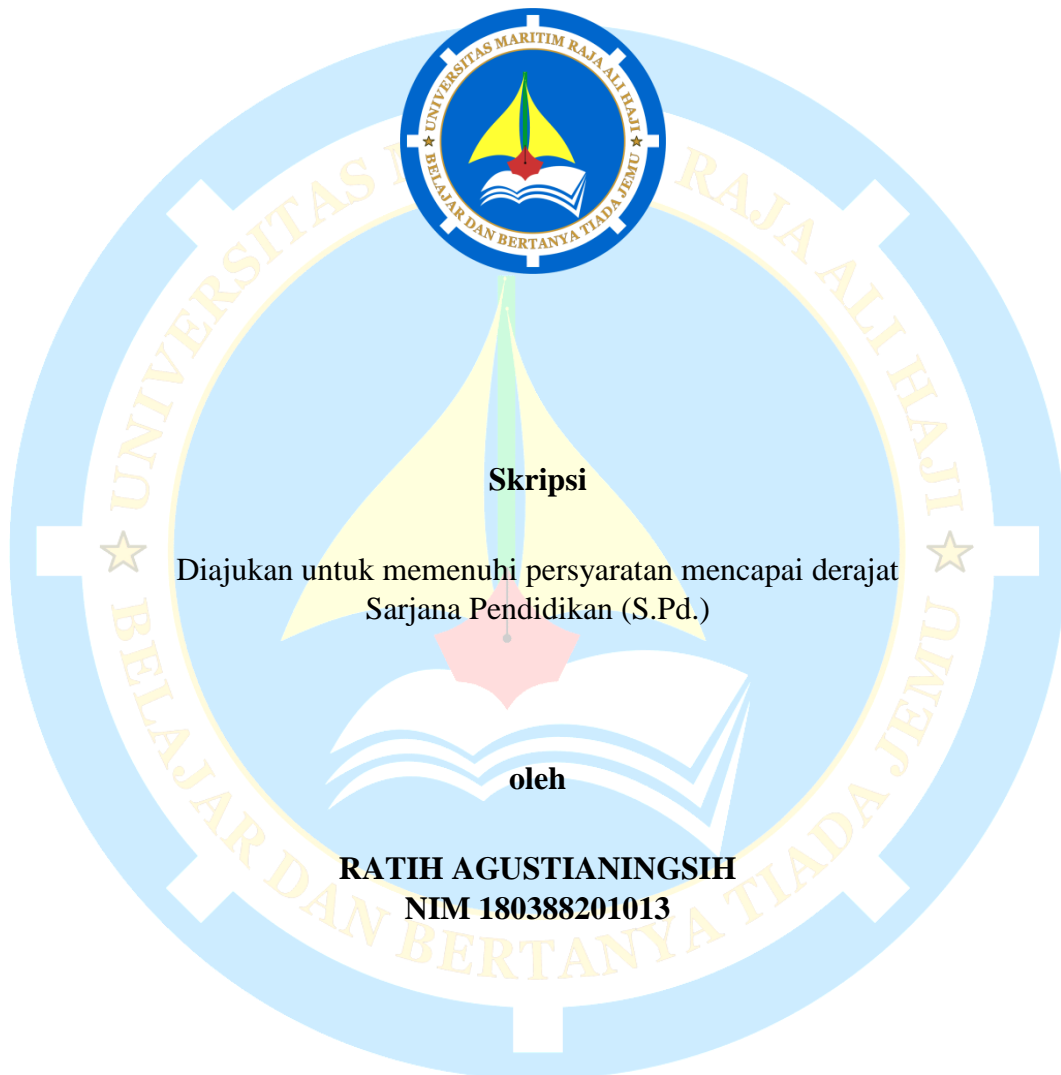 UNIVERSITAS MARITIM RAJA ALI HAJI
BELAJAR DAN BERTANYA TIADA JEMU
Skripsi
Diajukan untuk memenuhi persyaratan mencapai derajat
Sarjana Pendidikan (S.Pd.)
oleh
RATIH AGUSTIANINGSIH
NIM 180388201013
UNIVERSITAS M RAJA ALI HAJI
BELAJAR DAN BERTANYA TIADA JEMU